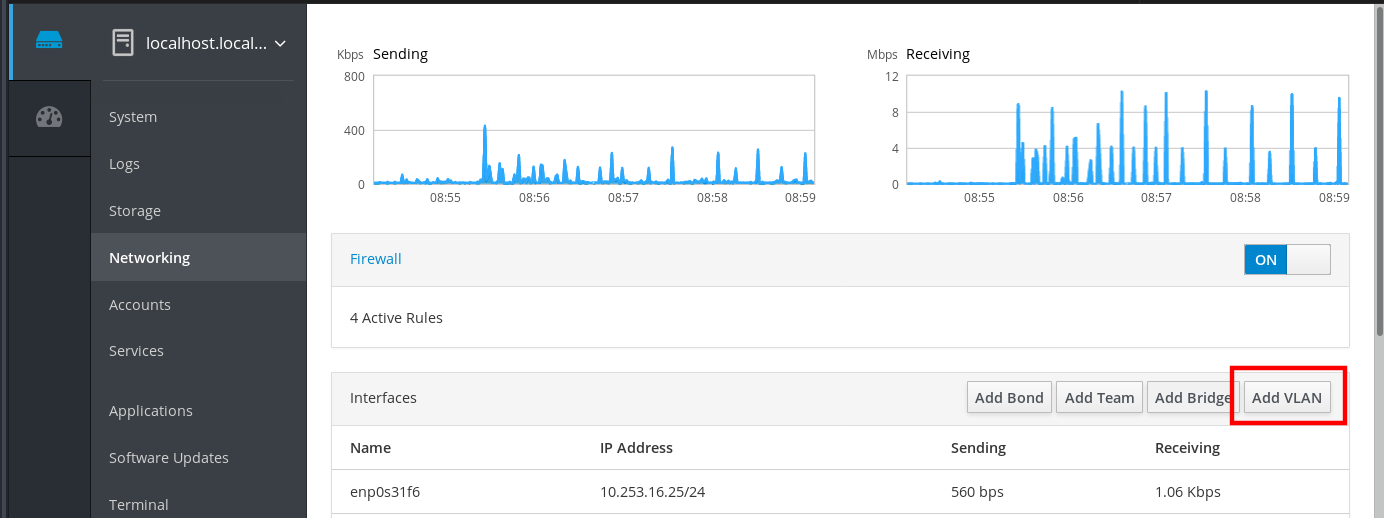 localhost.local...
System
Logs
Storage
Networking
Accounts
Services
Applications
Software Updates
Terminal
Kbps Sending
800
400
0
08:55 08:56 08:57 08:58 08:59
Mbps Receiving
12
8
4
0
08:55 08:56 08:57 08:58 08:59
Firewall ON
4 Active Rules
Interfaces Add Bond Add Team Add Bridge Add VLAN
Name IP Address Sending Receiving
enp0s31f6 10.253.16.25/24 560 bps 1.06 Kbps